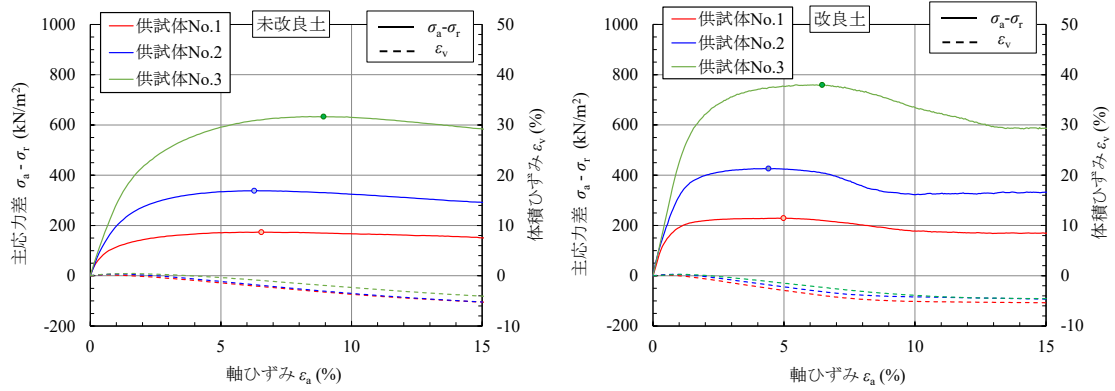 供試体No.1
供試体No.2
供試体No.3
未改良土
σa-σr
εv
主応力差 σa - σr (kN/m2)
1000
800
600
400
200
0
-200
0
5
10
15
軸ひずみ εa (%)
50
40
30
20
10
0
-10
体積ひずみ εv (%)
供試体No.1
供試体No.2
供試体No.3
改良土
σa-σr
εv
主応力差 σa - σr (kN/m2)
1000
800
600
400
200
0
-200
0
5
10
15
軸ひずみ εa (%)
50
40
30
20
10
0
-10
体積ひずみ εv (%)